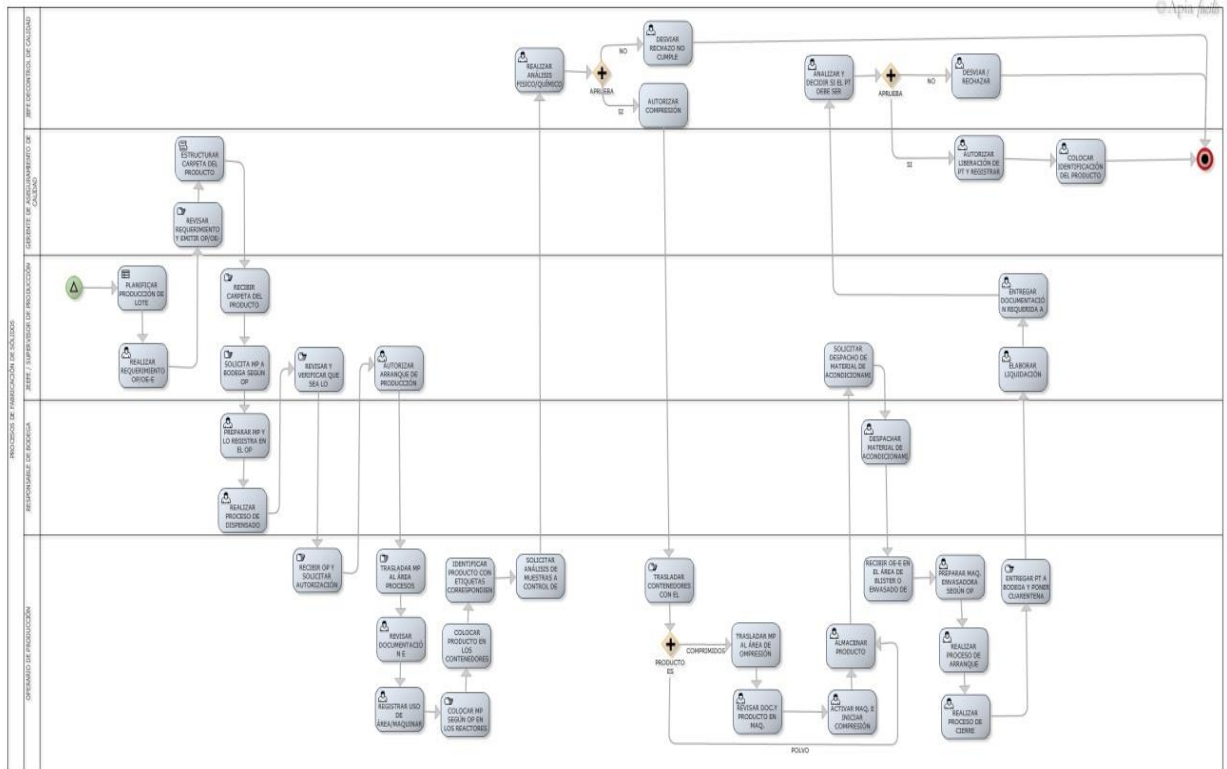 Apia
PROCESOS DE FABRICACIÓN DE SÓLIDOS
JEFE DECONTROL DE CALIDAD
REALIZAR
ANÁLISIS
FISICO/QUÍMICO
APRUEBA
NO
SI
DESVIAR
RECHAZO NO
CUMPLE
AUTORIZAR
COMPRESIÓN
ANALIZAR Y
DECIDIR SI EL PT
DEBE SER
APRUEBA
NO
SI
DESVIAR /
RECHAZAR
GERENTE DE ASEGURAMIENTO DE
CALIDAD
ESTRUCTURAR
CARPETA DEL
PRODUCTO
REVISAR
REQUERIMIENTO
Y EMITIR OP/OE-
AUTORIZAR
LIBERACIÓN DE
PT Y REGISTRAR
COLOCAR
IDENTIFICACIÓN
DEL PRODUCTO
/ SUPERVISOR DE PRODUCCIÓN
PLANIFICAR
PRODUCCIÓN DE
LOTE
REALIZAR
REQUERIMIENTO
OP/OE-E
RECIBIR
CARPETA DEL
PRODUCTO
SOLICITA MP A
BODEGA SEGÚN
OP
REVISAR Y
VERIFICAR QUE
SEA LO
AUTORIZAR
ARRANQUE DE
PRODUCCIÓN
SOLICITAR
DESPACHO DE
MATERIAL DE
ACONDICIONAMI
ENTREGAR
DOCUMENTACIÓ
N REQUERIDA A
ELABORAR
LIQUIDACIÓN
RESPONSABLE DE BODEGA
PREPARAR MP Y
LO REGISTRA EN
EL OP
REALIZAR
PROCESO DE
DISPENSADO
DESPACHAR
MATERIAL DE
ACONDICIONAMI
OPERARIO DE PRODUCCIÓN
RECIBIR OP Y
SOLICITAR
AUTORIZACIÓN
TRASLADAR MP
AL ÁREA
PROCESOS
REVISAR
DOCUMENTACIÓ
N E
REGISTRAR USO
DE
ÁREA/MAQUINAR
IDENTIFICAR
PRODUCTO CON
ETIQUETAS
CORRESPONDIEN
COLOCAR
PRODUCTO EN
LOS
CONTENEDORES
COLOCAR MP
SEGÚN OP EN
LOS REACTORES
SOLICITAR
ANÁLISIS DE
MUESTRAS A
CONTROL DE
TRASLADAR
CONTENEDORES
CON EL
PRODUCTO
ES
COMPRIMIDOS
POLVO
TRASLADAR MP
AL ÁREA DE
OMPRESIÓN
REVISAR DOC.Y
PRODUCTO EN
MAQ.
ALMACENAR
PRODUCTO
ACTIVAR MAQ. E
INICIAR
COMPRESIÓN
RECIBIR OE-E EN
EL ÁREA DE
BLISTER O
ENVASADO DE
PREPARAR MAQ.
ENVASADORA
SEGÚN OP
REALIZAR
PROCESO DE
ARRANQUE
REALIZAR
PROCESO DE
CIERRE
ENTREGAR PT A
BODEGA Y PONER
CUARENTENA